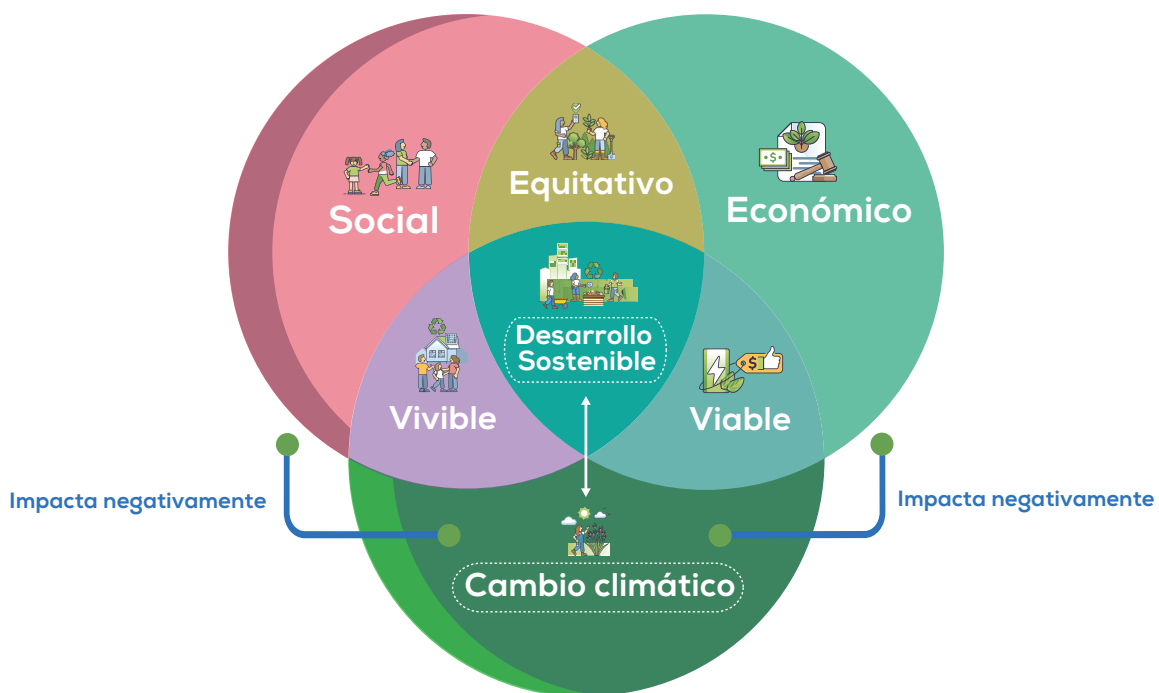 Equitativo
Social
Económico
Desarrollo
Sostenible
Vivible
Viable
Impacta negativamente
Impacta negativamente
Cambio climático